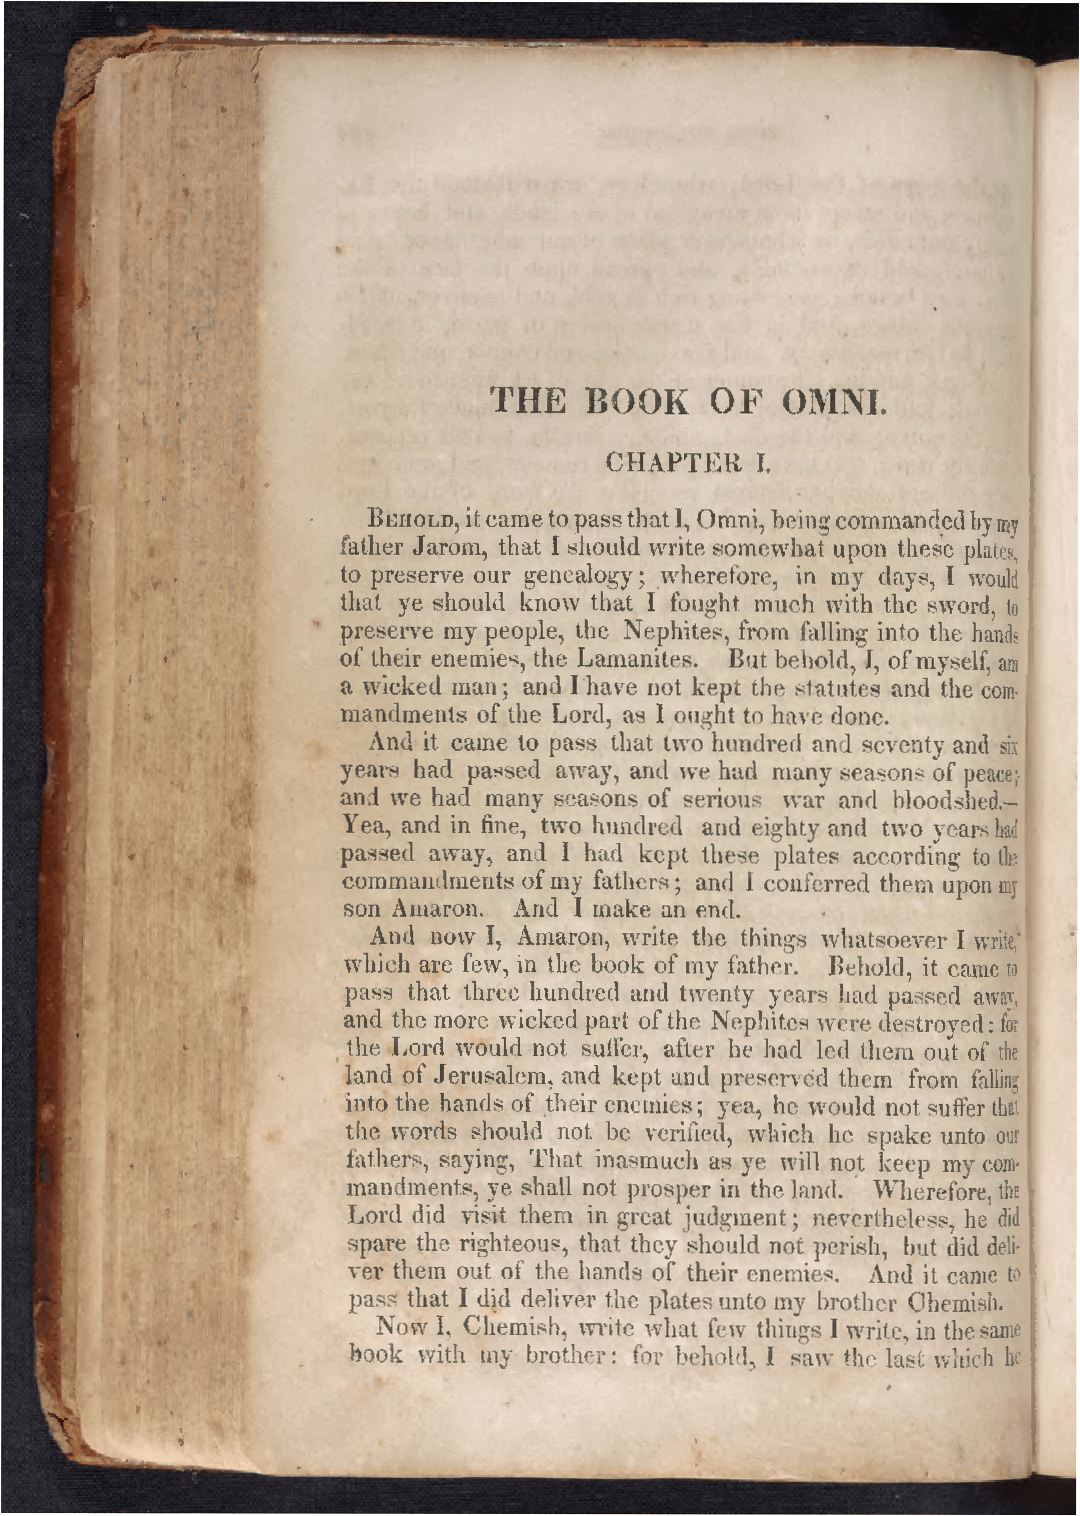 THE BOOK OF OMNI.
CHAPTER I.
BEHOLD, it came to pass that I, Omni, being commanded by my
father Jarom, that I should write somewhat upon these plates,
to preserve our genealogy; wherefore, in my days, I would
that ye should know that I fought much with the sword, to
preserve my people, the Nephites, from falling into the hands
of their enemies, the Lamanites. But behold, I, of myself, am
a wicked man; and I have not kept the statutes and the com-
mandments of the Lord, as I ought to have done.
And it came to pass that two hundred and seventy and six
years had passed away, and we had many seasons of peace;
and we had many seasons of serious war and bloodshed.—
Yea, and in fine, two hundred and eighty and two years had
passed away, and I had kept these plates according to the
commandments of my fathers; and I conferred them upon my
son Amaron. And I make an end.
And now I, Amaron, write the things whatsoever I write,
which are few, in the book of my father. Behold, it came to
pass that three hundred and twenty years had passed away,
and the more wicked part of the Nephites were destroyed: for
the Lord would not suffer, after he had led them out of the
land of Jerusalem, and kept and preserved them from falling
into the hands of their enemies; yea, he would not suffer that
the words should not be verified, which he spake unto our
fathers, saying, That inasmuch as ye will not keep my com-
mandments, ye shall not prosper in the land. Wherefore, the
Lord did visit them in great judgment; nevertheless, he did
spare the righteous, that they should not perish, but did deli-
ver them out of the hands of their enemies. And it came to
pass that I did deliver the plates unto my brother Chemish.
Now I, Chemish, write what few things I write, in the same
book with my brother: for behold, I saw the last which he